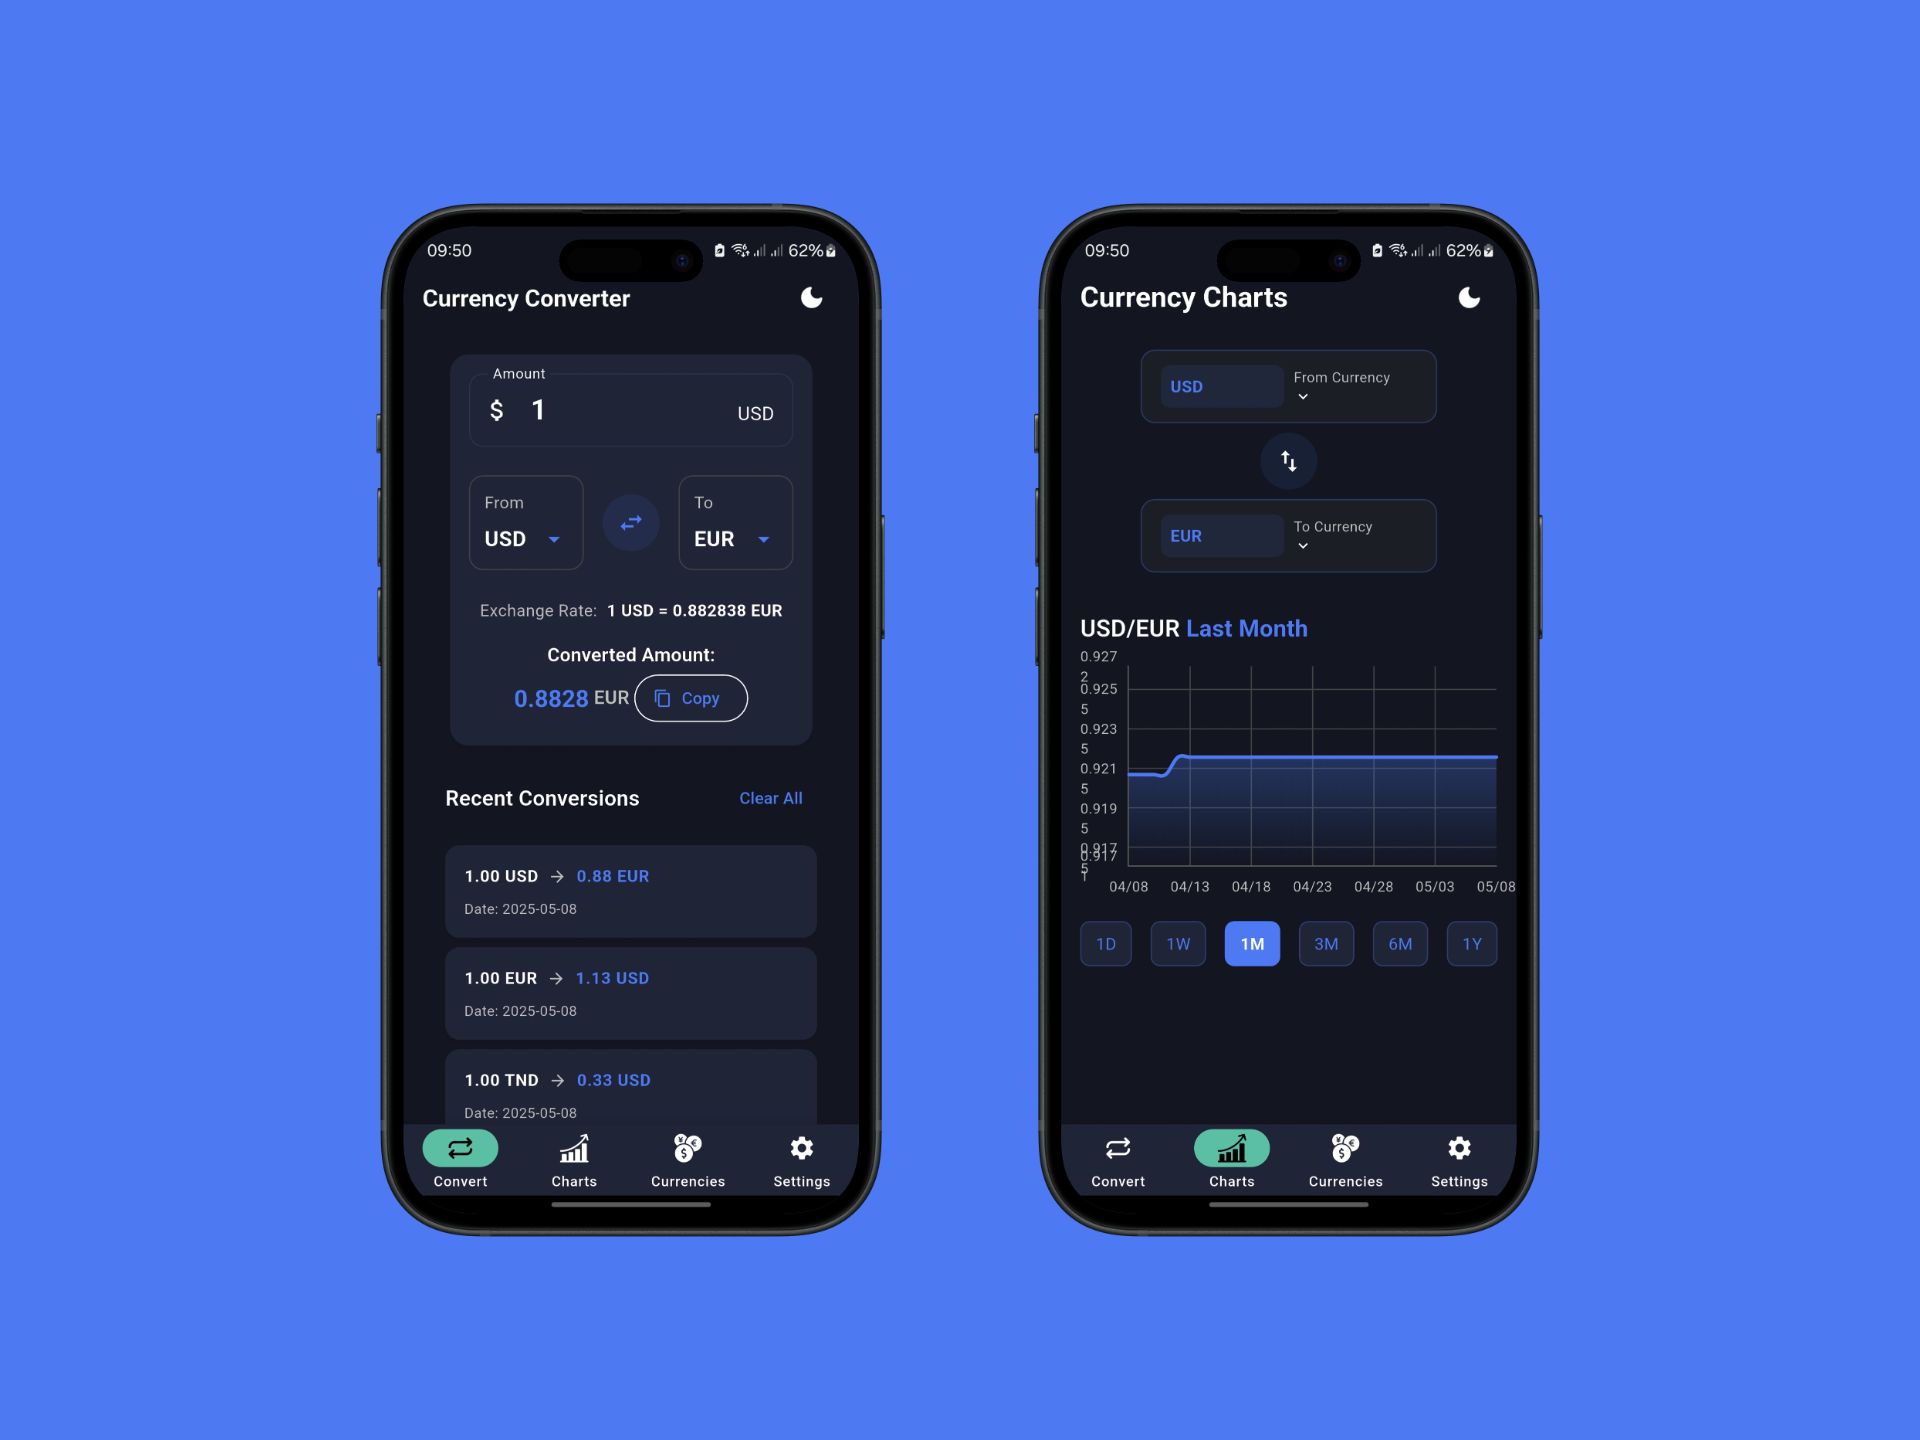 09:50
62%
Currency Converter
Amount
$ 1 USD
From
USD
To
EUR
Exchange Rate: 1 USD = 0.882838 EUR
Converted Amount:
0.8828 EUR Copy
Recent Conversions Clear All
1.00 USD → 0.88 EUR
Date: 2025-05-08
1.00 EUR → 1.13 USD
Date: 2025-05-08
1.00 TND → 0.33 USD
Date: 2025-05-08
Convert Charts Currencies Settings
09:50
62%
Currency Charts
USD From Currency
EUR To Currency
USD/EUR Last Month
0.927
2
0.925
5
0.923
5
0.921
5
0.919
5
0.917
5
0.917
1
04/08 04/13 04/18 04/23 04/28 05/03 05/08
1D 1W 1M 3M 6M 1Y
Convert Charts Currencies Settings